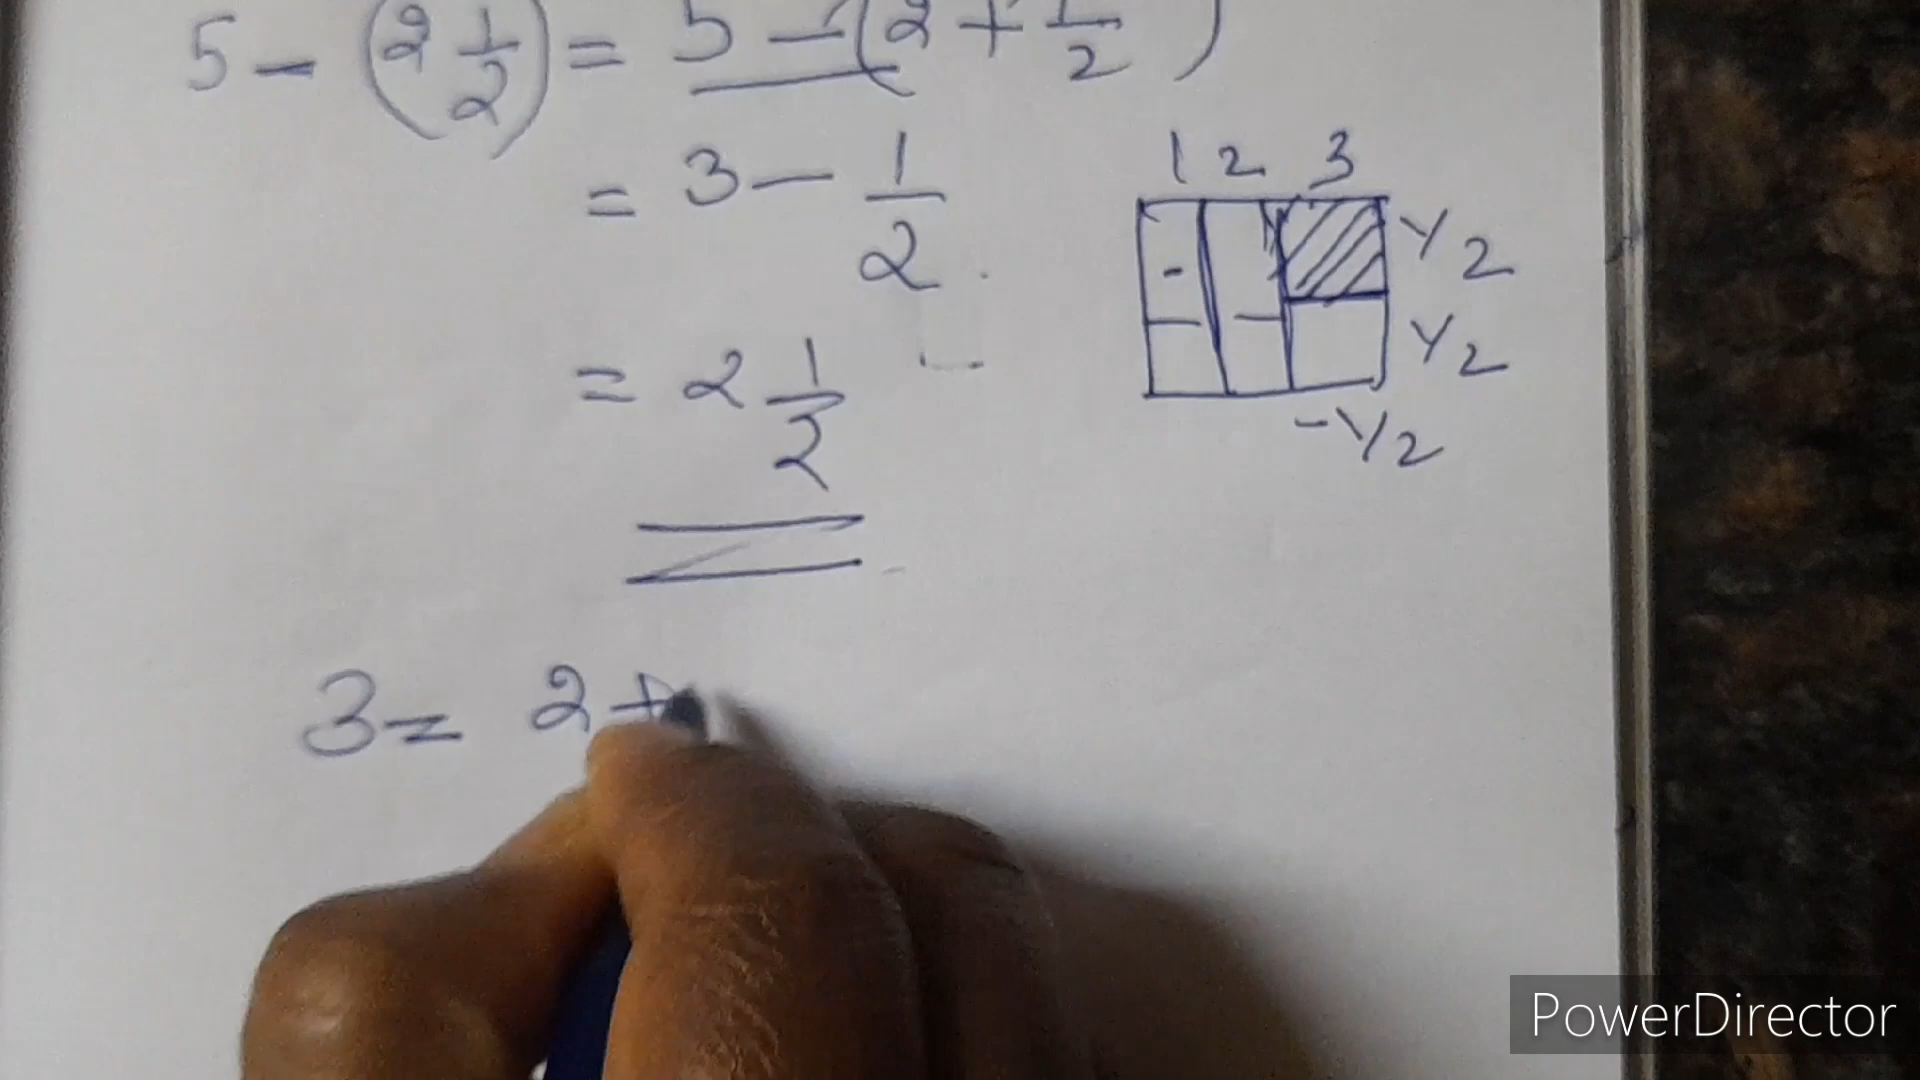 5 - (2 1/2) = 5 - (2 + 1/2)
= 3 - 1/2
1 2 3
1/2
= 2 1/2
1/2
-1/2
3 = 2 +
PowerDirector